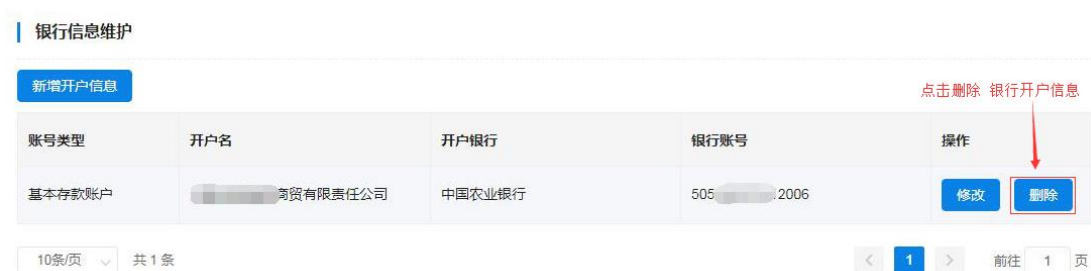 银行信息维护
新增开户信息
点击删除 银行开户信息
账号类型 开户名 开户银行 银行账号 操作
基本存款账户 商贸有限责任公司 中国农业银行 505 2006 修改 删除
10条/页 共 1 条 1 前往 1 页